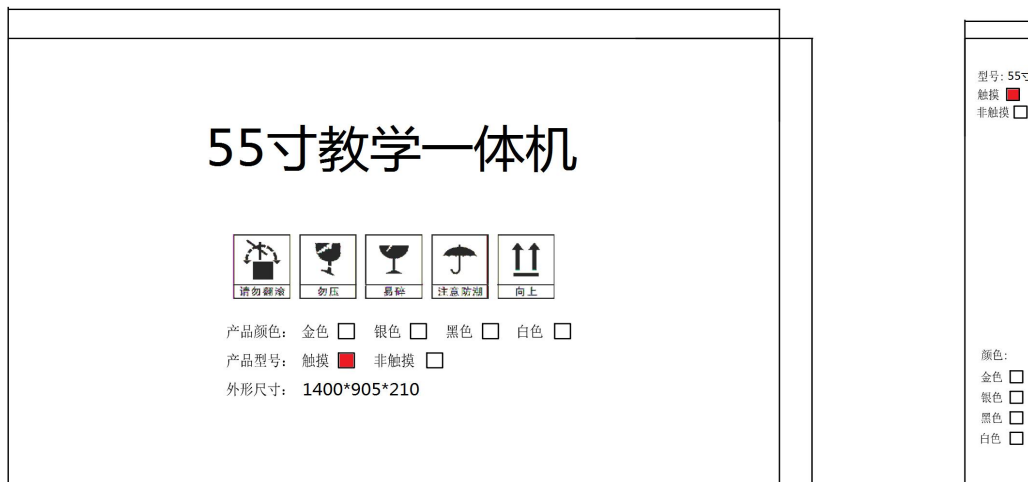 55寸教学一体机
请勿翻滚 勿压 易碎 注意防潮 向上
产品颜色: 金色 银色 黑色 白色
产品型号: 触摸 非触摸
外形尺寸: 1400*905*210
型号: 55寸
触摸
非触摸
颜色:
金色
银色
黑色
白色